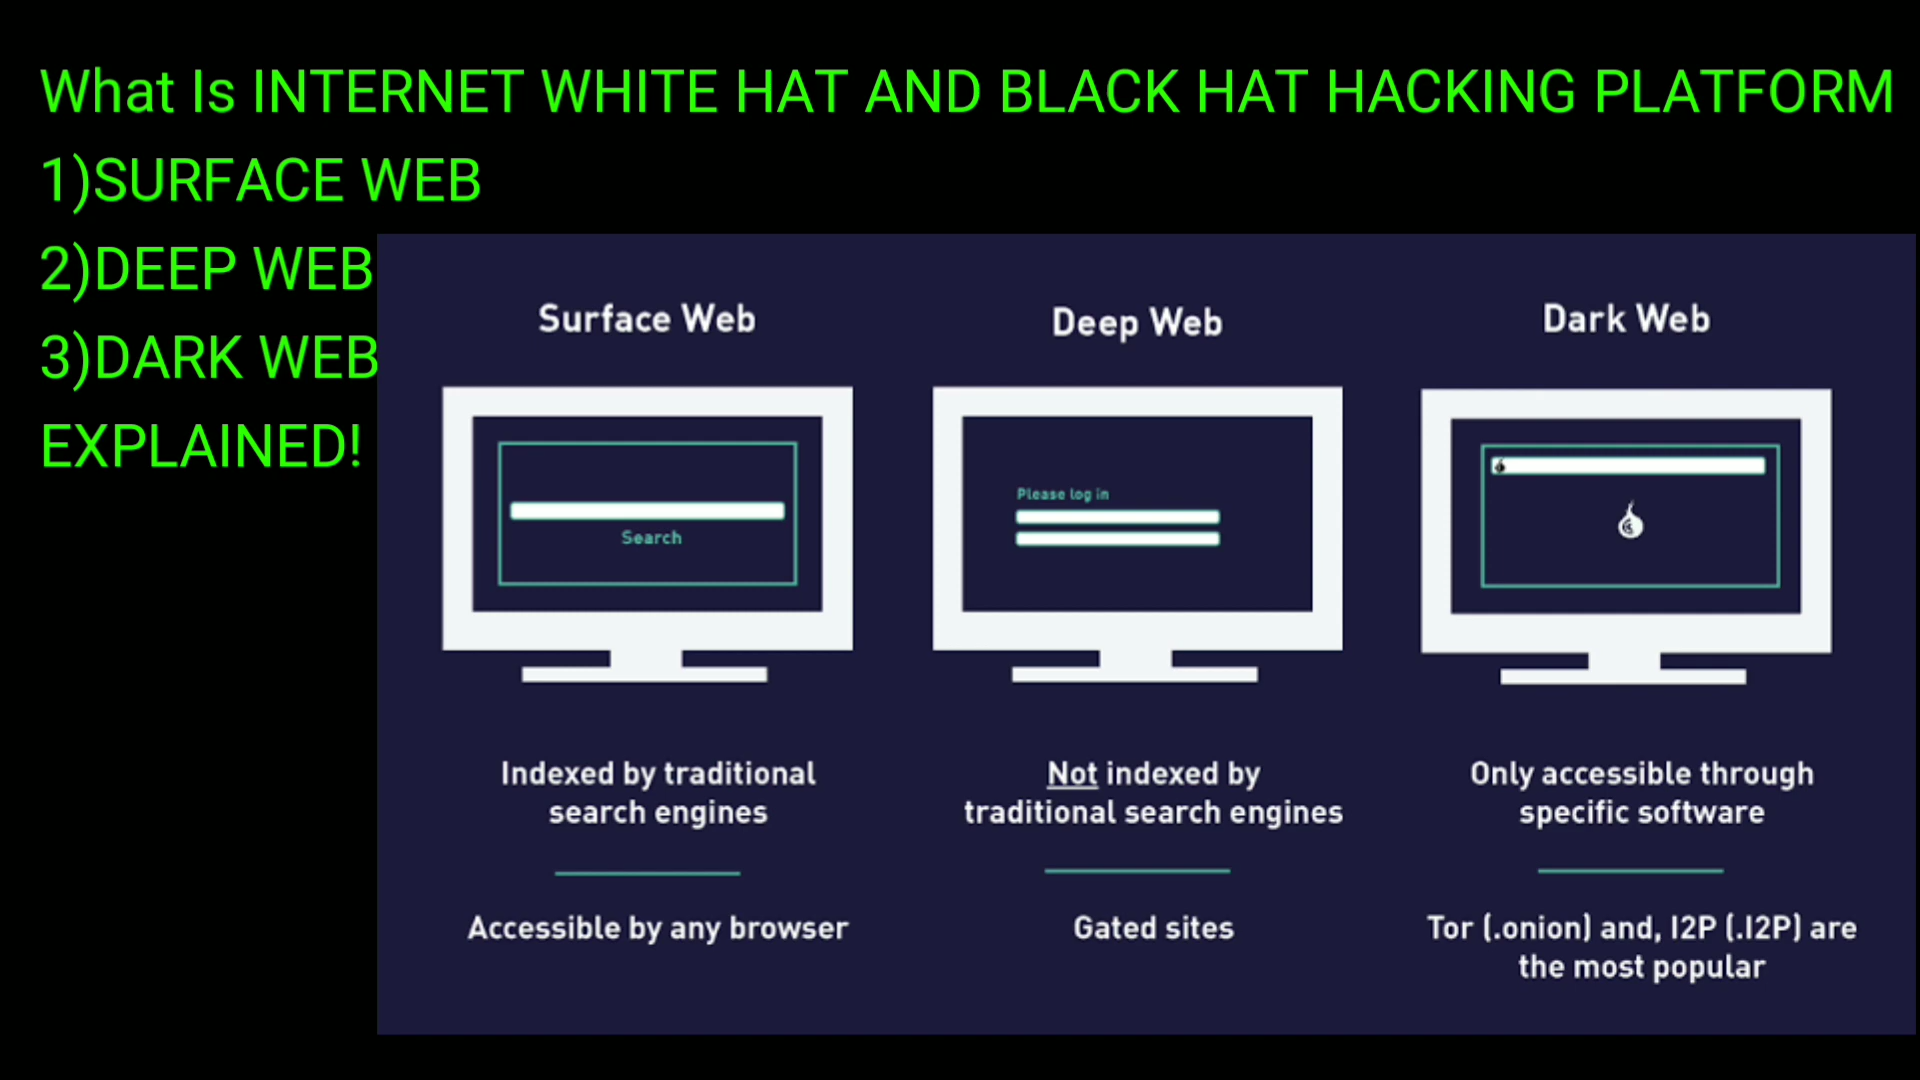 What Is INTERNET WHITE HAT AND BLACK HAT HACKING PLATFORM
1)SURFACE WEB
2)DEEP WEB
3)DARK WEB
EXPLAINED!
Surface Web
Search
Indexed by traditional
search engines
Accessible by any browser
Deep Web
Please log in
Not indexed by
traditional search engines
Gated sites
Dark Web
Only accessible through
specific software
Tor (.onion) and, I2P (.I2P) are
the most popular